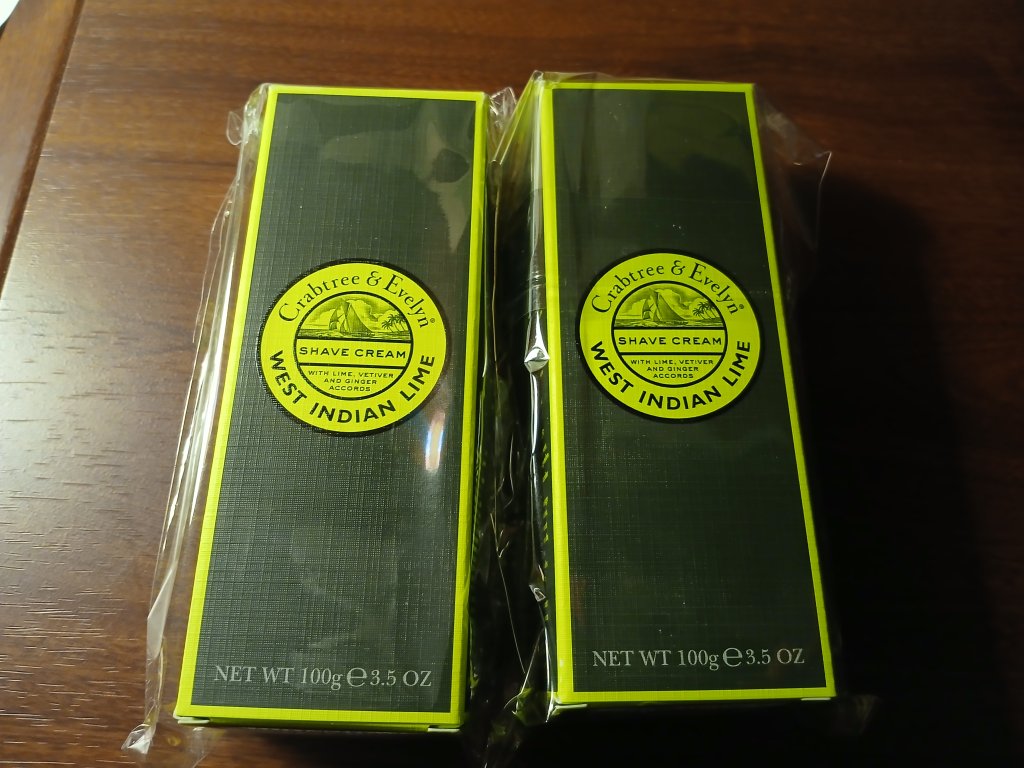 Crabtree & Evelyn®
SHAVE CREAM
WITH LIME, VETIVER
AND GINGER
ACCORDS
WEST INDIAN LIME
NET WT 100g ℮ 3.5 OZ
Crabtree & Evelyn®
SHAVE CREAM
WITH LIME, VETIVER
AND GINGER
ACCORDS
WEST INDIAN LIME
NET WT 100g ℮ 3.5 OZ